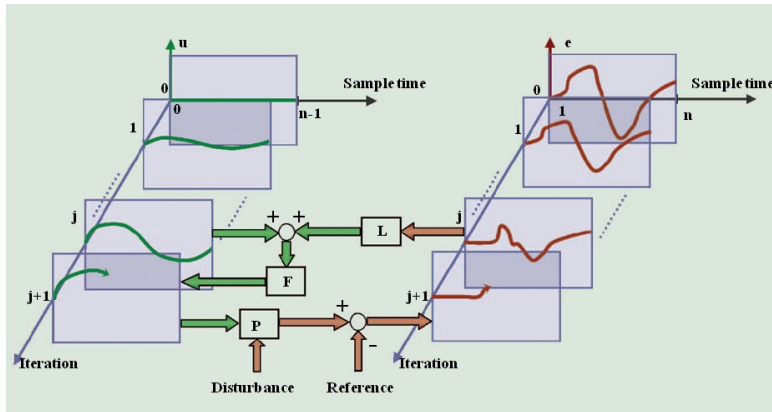 u
e
Sample time
Sample time
0
0
0
1
n-1
n
1
1
j
+
+
L
j
F
j+1
j+1
+
P
−
Iteration
Iteration
Disturbance
Reference